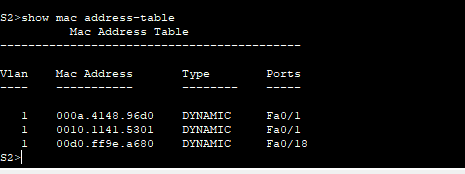 S2>show mac address-table
Mac Address Table
-------------------------------------------
Vlan Mac Address Type Ports
---- ----------- -------- -----
1 000a.4148.96d0 DYNAMIC Fa0/1
1 0010.1141.5301 DYNAMIC Fa0/1
1 00d0.ff9e.a680 DYNAMIC Fa0/18
S2>